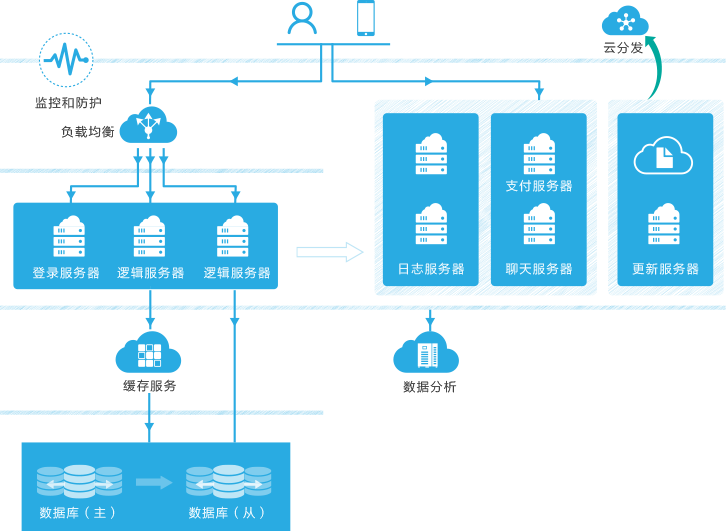 云分发
监控和防护
负载均衡
支付服务器
登录服务器
逻辑服务器
逻辑服务器
日志服务器
聊天服务器
更新服务器
缓存服务
数据分析
数据库（主）
数据库（从）